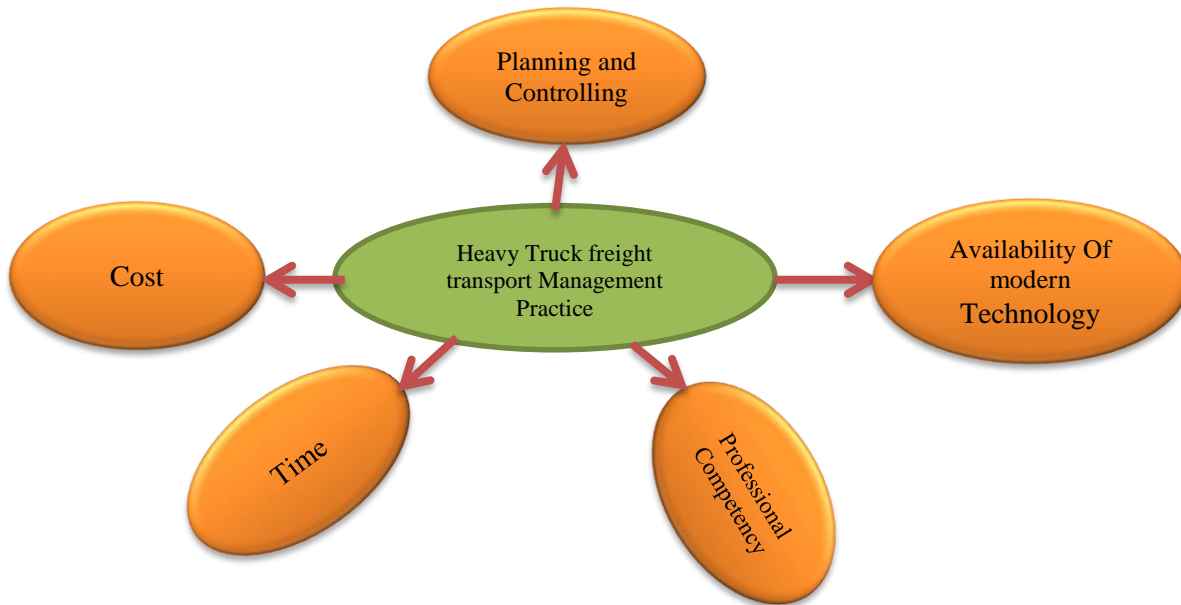 Planning and
Controlling
Heavy Truck freight
transport Management
Practice
Cost
Availability Of
modern
Technology
Time
Professional
Competency